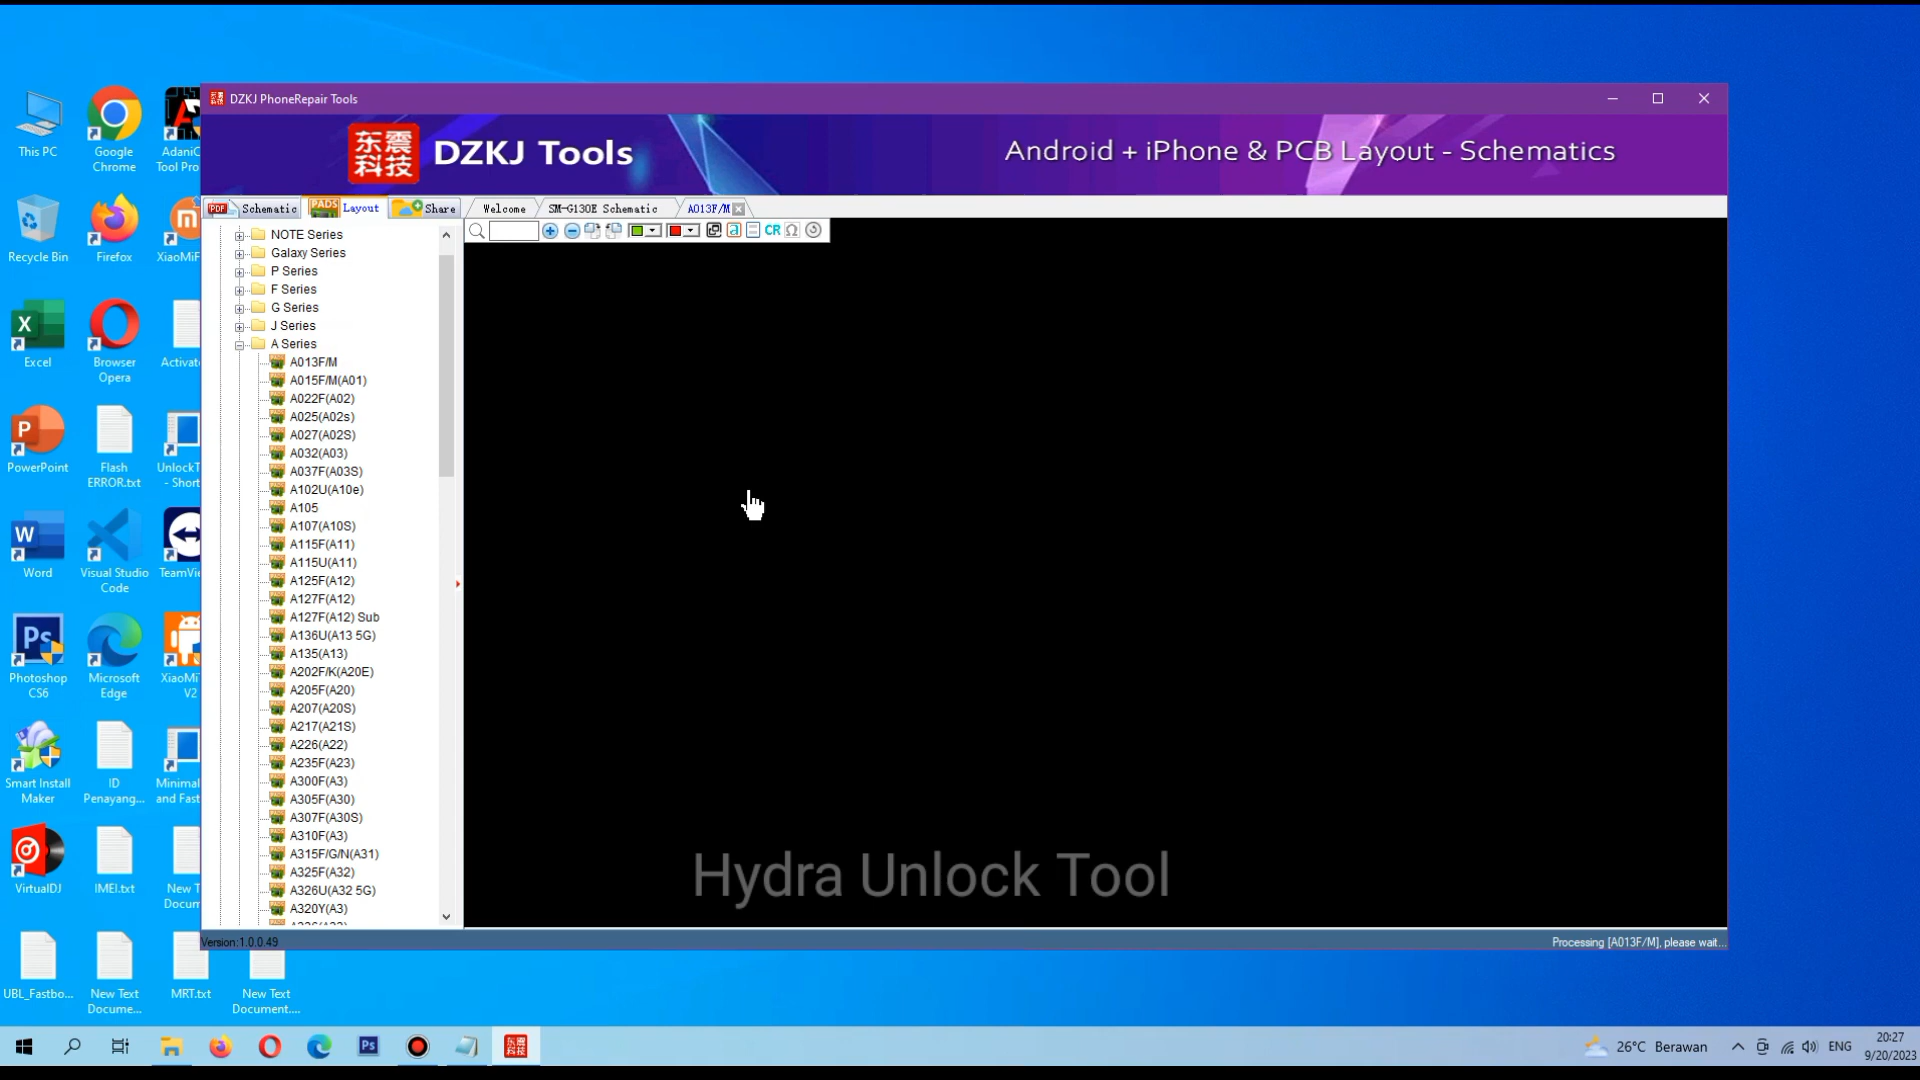 This PC
Google
Chrome
Tool Pro
Recycle Bin
Firefox
Excel
Browser
Opera
PowerPoint
Flash
ERROR.txt
- Short
Word
Visual Studio
Code
Photoshop
CS6
Microsoft
Edge
V2
Smart Install
Maker
ID
Penayang...
Minimal
and Fast
VirtualDJ
IMEI.txt
New T
Docum
UBL_Fastbo...
New Text
Docume...
MRT.txt
New Text
Document....
DZKJ PhoneRepair Tools
东震
科技
DZKJ Tools
Android + iPhone & PCB Layout - Schematics
PDF Schematic
PADS Layout
Share
Welcome
SM-G130E Schematic
A013F/M
CR
NOTE Series
Galaxy Series
P Series
F Series
G Series
J Series
A Series
A013F/M
A015F/M(A01)
A022F(A02)
A025(A02s)
A027(A02S)
A032(A03)
A037F(A03S)
A102U(A10e)
A105
A107(A10S)
A115F(A11)
A115U(A11)
A125F(A12)
A127F(A12)
A127F(A12) Sub
A136U(A13 5G)
A135(A13)
A202F/K(A20E)
A205F(A20)
A207(A20S)
A217(A21S)
A226(A22)
A235F(A23)
A300F(A3)
A305F(A30)
A307F(A30S)
A310F(A3)
A315F/G/N(A31)
A325F(A32)
A326U(A32 5G)
A320Y(A3)
Hydra Unlock Tool
Version:1.0.0.49
Processing [A013F/M], please wait...
26°C Berawan
ENG
20:27
9/20/2023